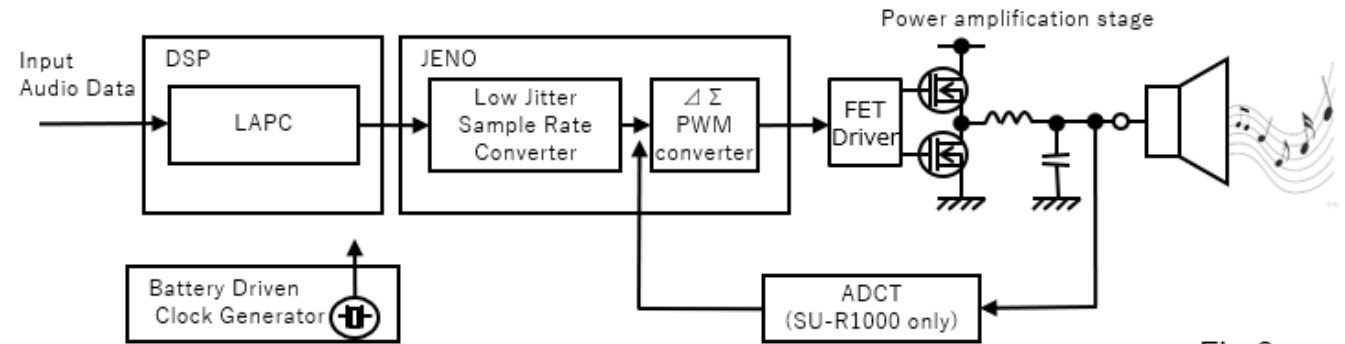 Power amplification stage
Input
Audio Data
DSP
LAPC
JENO
Low Jitter
Sample Rate
Converter
⊿ Σ
PWM
converter
FET
Driver
Battery Driven
Clock Generator
ADCT
(SU-R1000 only)